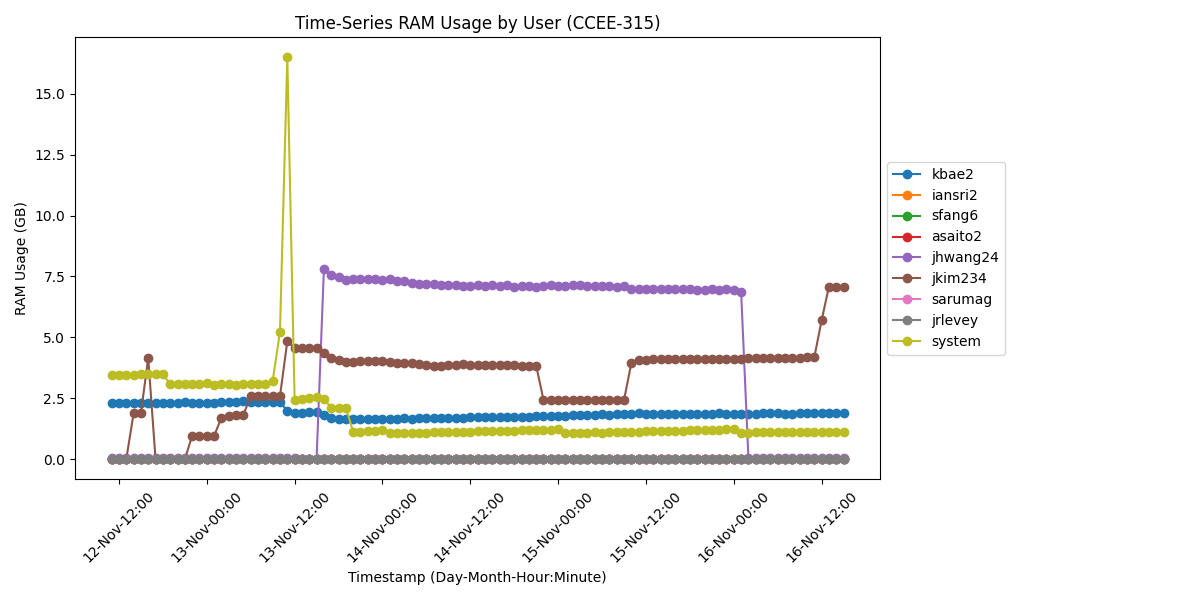 Time-Series RAM Usage by User (CCEE-315)
RAM Usage (GB)
15.0
12.5
10.0
7.5
5.0
2.5
0.0
12-Nov-12:00
13-Nov-00:00
13-Nov-12:00
14-Nov-00:00
14-Nov-12:00
15-Nov-00:00
15-Nov-12:00
16-Nov-00:00
16-Nov-12:00
Timestamp (Day-Month-Hour:Minute)
kbae2
iansri2
sfang6
asaito2
jhwang24
jkim234
sarumag
jrlevey
system